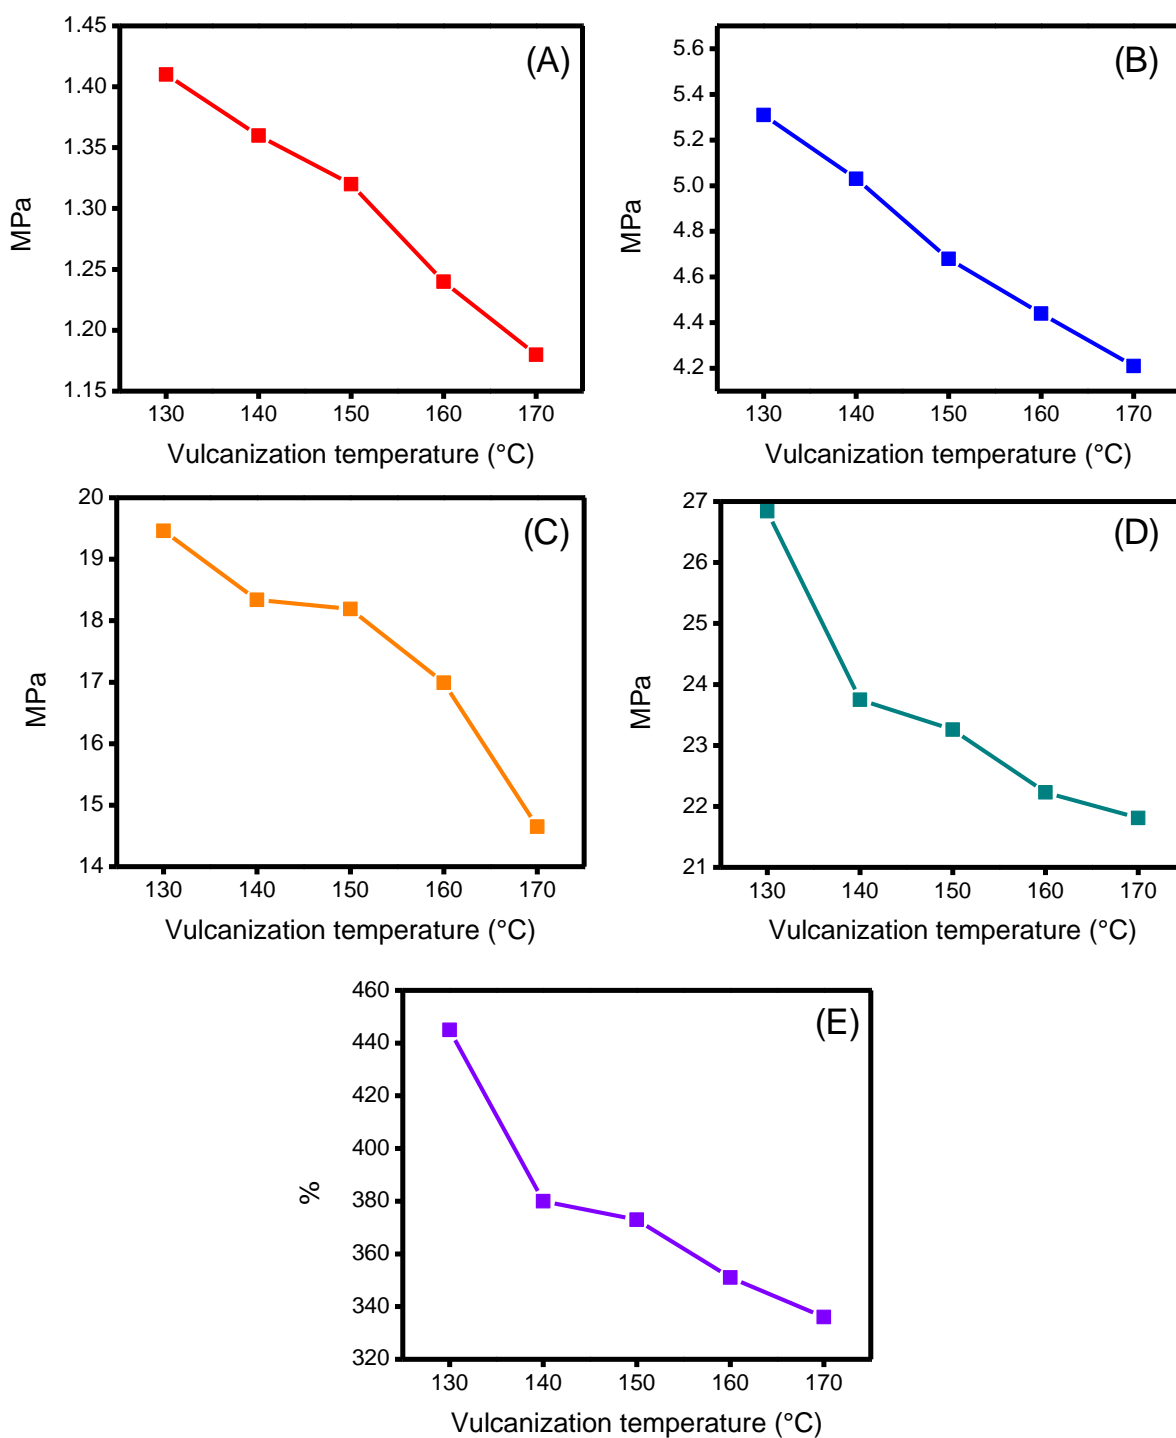 (A)
MPa
1.45
1.40
1.35
1.30
1.25
1.20
1.15
130 140 150 160 170
Vulcanization temperature (°C)
(B)
MPa
5.6
5.4
5.2
5.0
4.8
4.6
4.4
4.2
130 140 150 160 170
Vulcanization temperature (°C)
(C)
MPa
20
19
18
17
16
15
14
130 140 150 160 170
Vulcanization temperature (°C)
(D)
MPa
27
26
25
24
23
22
21
130 140 150 160 170
Vulcanization temperature (°C)
(E)
%
460
440
420
400
380
360
340
320
130 140 150 160 170
Vulcanization temperature (°C)